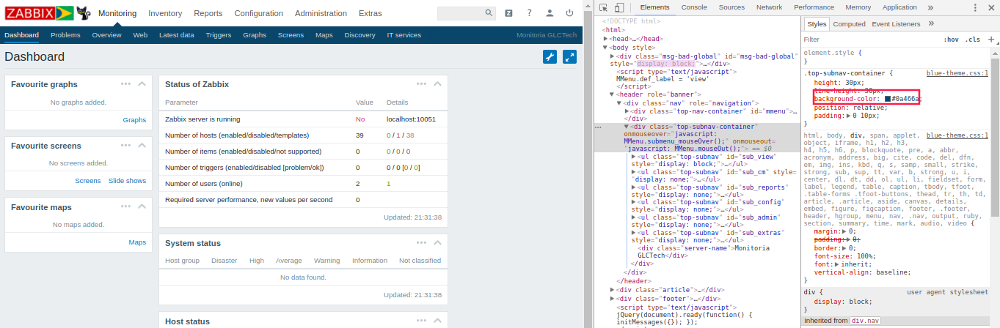 ZABBIX
Monitoring Inventory Reports Configuration Administration Extras
Z ?
Dashboard Problems Overview Web Latest data Triggers Graphs Screens Maps Discovery IT services Monitoria GLCTech
Dashboard
Favourite graphs
No graphs added.
Graphs
Favourite screens
No screens added.
Screens Slide shows
Favourite maps
No maps added.
Maps
Status of Zabbix
Parameter Value Details
Zabbix server is running No localhost:10051
Number of hosts (enabled/disabled/templates) 39 0 / 1 / 38
Number of items (enabled/disabled/not supported) 0 0 / 0 / 0
Number of triggers (enabled/disabled [problem/ok]) 0 0 / 0 [0 / 0]
Number of users (online) 2 1
Required server performance, new values per second 0
Updated: 21:31:38
System status
Host group Disaster High Average Warning Information Not classified
No data found.
Updated: 21:31:38
Host status
Elements Console Sources Network Performance Memory Application »
<!DOCTYPE html>
<html>
<head>…</head>
<body style>
<div class="msg-bad-global" id="msg-bad-global"
style="display: block;">…</div>
<script type="text/javascript">
MMenu.def_label = 'view'
</script>
<header role="banner">
<div class="nav" role="navigation">
<div class="top-nav-container" id="mmenu">…
</div>
<div class="top-subnav-container"
onmouseover="javascript:
MMenu.submenu_mouseOver();" onmouseout=
"javascript: MMenu.mouseOut();"> == $0
<ul class="top-subnav" id="sub_view"
style="display: block;">…</ul>
<ul class="top-subnav" id="sub_cm" style=
"display: none;">…</ul>
<ul class="top-subnav" id="sub_reports"
style="display: none;">…</ul>
<ul class="top-subnav" id="sub_config"
style="display: none;">…</ul>
<ul class="top-subnav" id="sub_admin"
style="display: none;">…</ul>
<ul class="top-subnav" id="sub_extras"
style="display: none;">…</ul>
<div class="server-name">Monitoria
GLCTech</div>
</div>
</div>
</header>
<div class="article">…</div>
<div class="footer">…</div>
<script type="text/javascript">
jQuery(document).ready(function() {
initMessages({}); });
Styles Computed Event Listeners »
Filter :hov .cls +
element.style {
}
.top-subnav-container { blue-theme.css:1
height: 30px;
line-height: 30px;
background-color: #0a466a;
position: relative;
padding: 0 10px;
}
html, body, div, span, applet, blue-theme.css:1
object, iframe, h1, h2, h3,
h4, h5, h6, p, blockquote, pre, a, abbr,
acronym, address, big, cite, code, del, dfn,
em, img, ins, kbd, q, s, samp, small, strike,
strong, sub, sup, tt, var, b, strong, u, i,
center, dl, dt, dd, ol, ul, li, fieldset, form,
label, legend, table, caption, tbody, tfoot,
.table-forms .tfoot-buttons, thead, tr, th, td,
article, .article, aside, canvas, details,
embed, figure, figcaption, footer, .footer,
header, hgroup, menu, nav, .nav, output, ruby,
section, summary, time, mark, audio, video {
margin: 0;
padding: 0;
border: 0;
font-size: 100%;
font: inherit;
vertical-align: baseline;
}
div { user agent stylesheet
display: block;
}
Inherited from div.nav